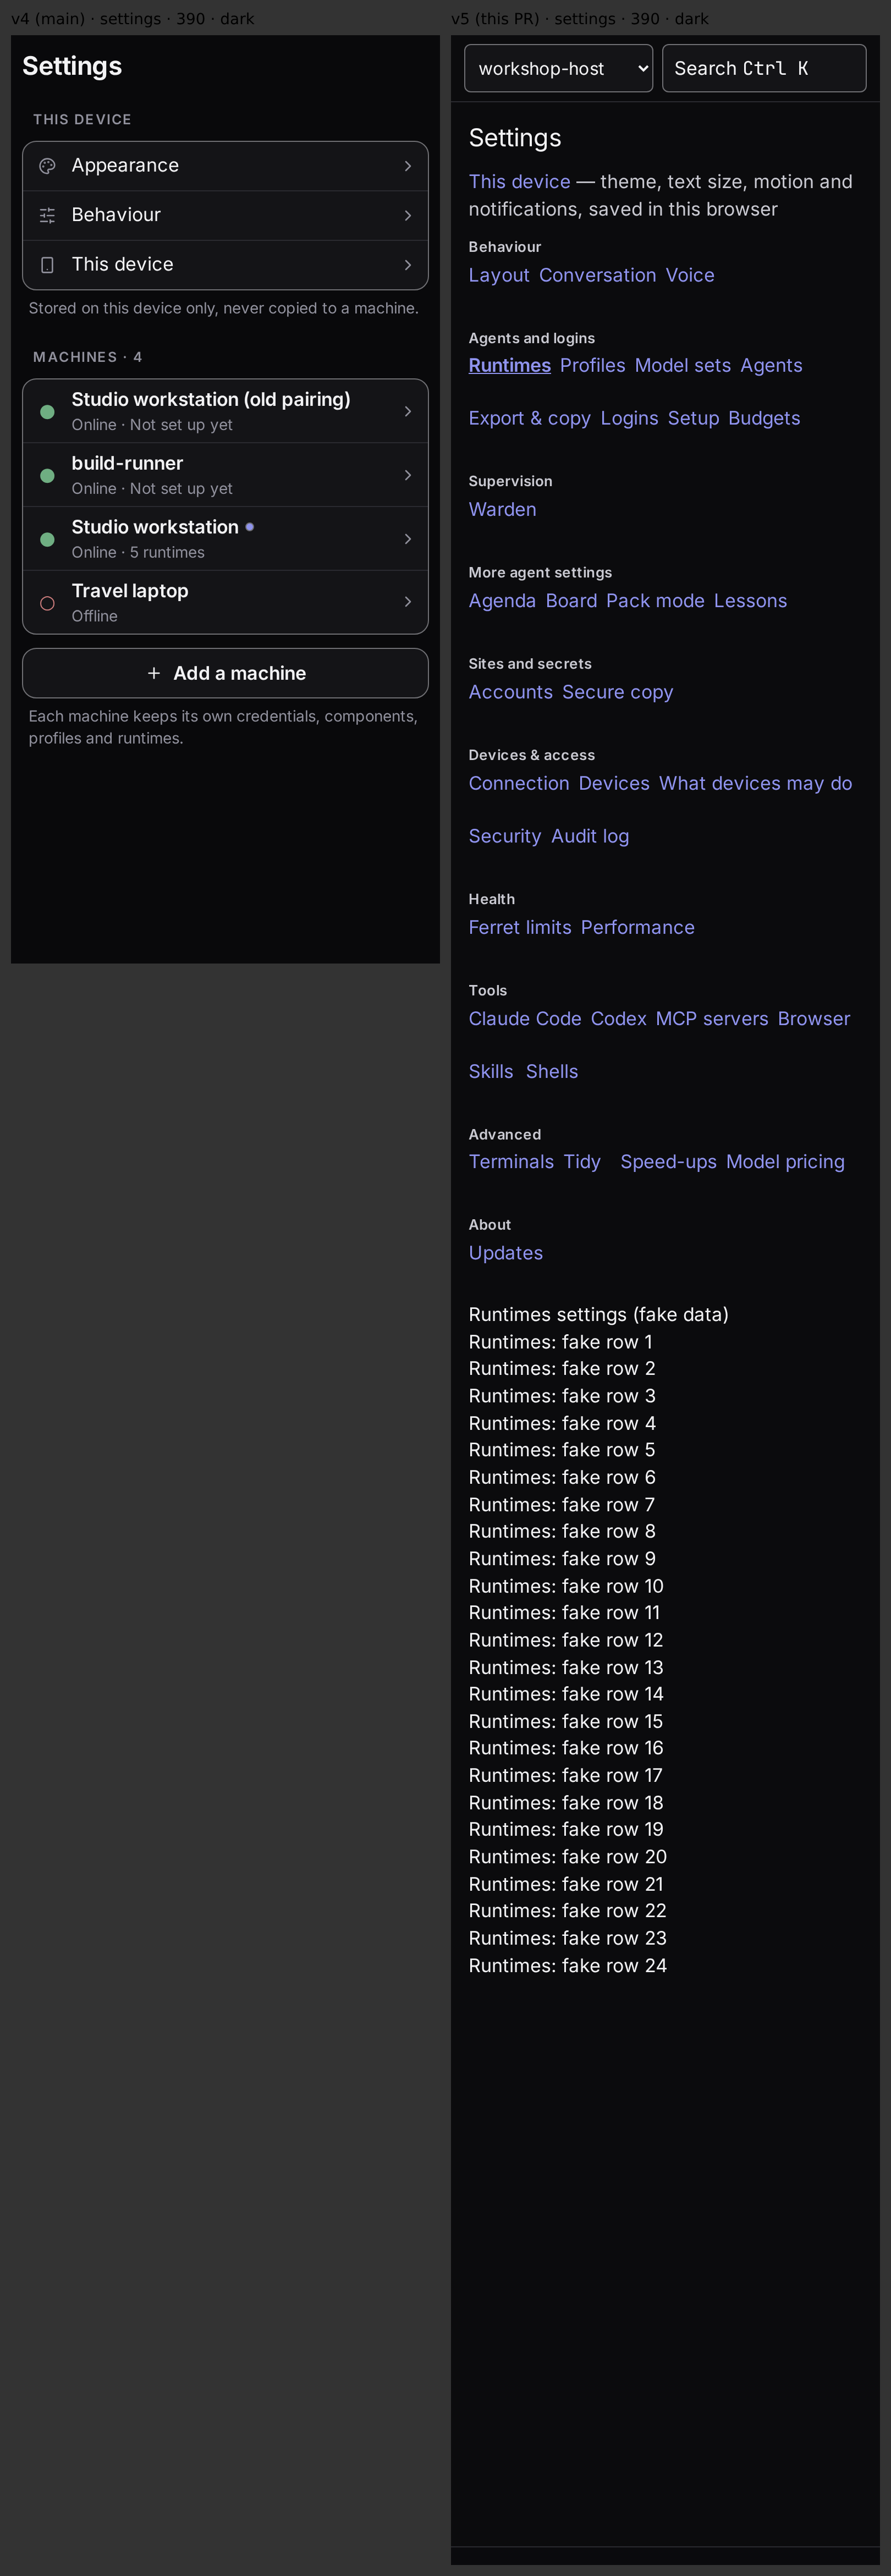 v4 (main) · settings · 390 · dark
Settings
THIS DEVICE
Appearance
Behaviour
This device
Stored on this device only, never copied to a machine.
MACHINES · 4
Studio workstation (old pairing)
Online · Not set up yet
build-runner
Online · Not set up yet
Studio workstation
Online · 5 runtimes
Travel laptop
Offline
+ Add a machine
Each machine keeps its own credentials, components,
profiles and runtimes.
v5 (this PR) · settings · 390 · dark
workshop-host
Search Ctrl K
Settings
This device — theme, text size, motion and
notifications, saved in this browser
Behaviour
Layout Conversation Voice
Agents and logins
Runtimes Profiles Model sets Agents
Export & copy Logins Setup Budgets
Supervision
Warden
More agent settings
Agenda Board Pack mode Lessons
Sites and secrets
Accounts Secure copy
Devices & access
Connection Devices What devices may do
Security Audit log
Health
Ferret limits Performance
Tools
Claude Code Codex MCP servers Browser
Skills Shells
Advanced
Terminals Tidy Speed-ups Model pricing
About
Updates
Runtimes settings (fake data)
Runtimes: fake row 1
Runtimes: fake row 2
Runtimes: fake row 3
Runtimes: fake row 4
Runtimes: fake row 5
Runtimes: fake row 6
Runtimes: fake row 7
Runtimes: fake row 8
Runtimes: fake row 9
Runtimes: fake row 10
Runtimes: fake row 11
Runtimes: fake row 12
Runtimes: fake row 13
Runtimes: fake row 14
Runtimes: fake row 15
Runtimes: fake row 16
Runtimes: fake row 17
Runtimes: fake row 18
Runtimes: fake row 19
Runtimes: fake row 20
Runtimes: fake row 21
Runtimes: fake row 22
Runtimes: fake row 23
Runtimes: fake row 24